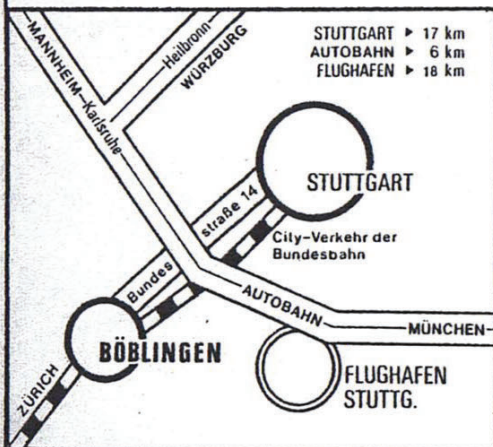 STUTTGART ▶ 17 km
AUTOBAHN ▶ 6 km
FLUGHAFEN ▶ 18 km
MANNHEIM-Karlsruhe
Heilbronn-
WÜRZBURG
STUTTGART
Bundes straße 14
City-Verkehr der
Bundesbahn
AUTOBAHN
MÜNCHEN-
BÖBLINGEN
ZÜRICH
FLUGHAFEN
STUTTG.